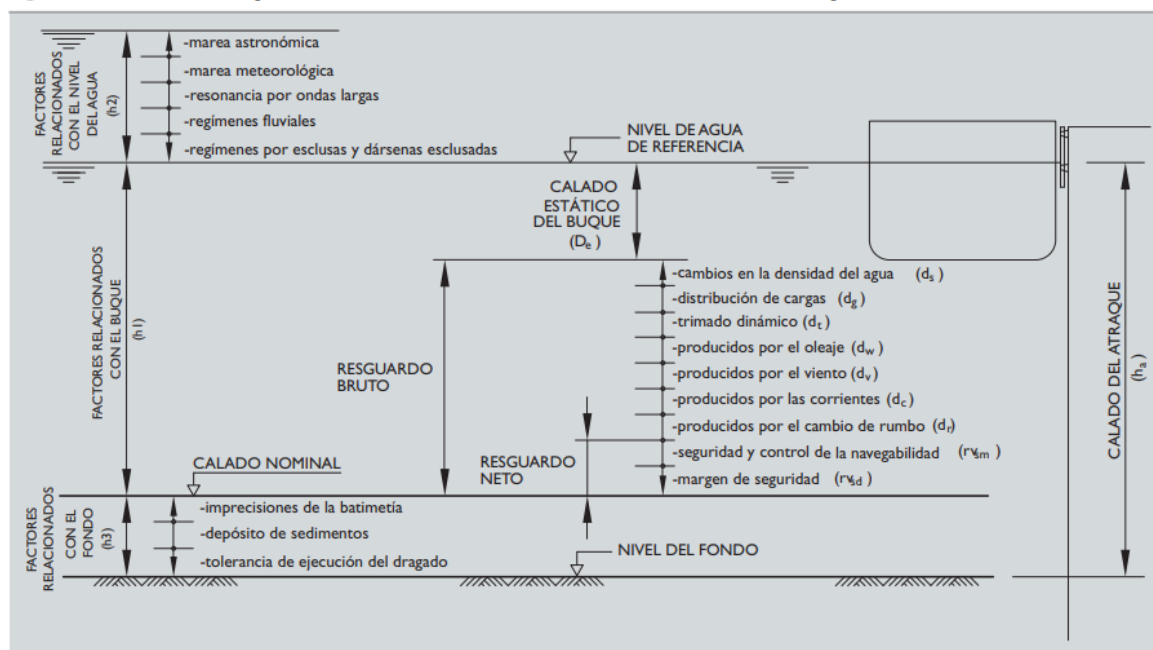 FACTORES
RELACIONADOS
CON EL NIVEL
DEL AGUA
(h2)
-marea astronómica
-marea meteorológica
-resonancia por ondas largas
-regímenes fluviales
-regímenes por esclusas y dársenas esclusadas
NIVEL DE AGUA
DE REFERENCIA
FACTORES RELACIONADOS
CON EL BUQUE
(h1)
CALADO
ESTÁTICO
DEL BUQUE
(De)
RESGUARDO
BRUTO
-cambios en la densidad del agua (ds)
-distribución de cargas (dg)
-trimado dinámico (dt)
-producidos por el oleaje (dw)
-producidos por el viento (dv)
-producidos por las corrientes (dc)
-producidos por el cambio de rumbo (dr)
-seguridad y control de la navegabilidad (rvsm)
-margen de seguridad (rvsd)
RESGUARDO
NETO
CALADO NOMINAL
FACTORES
RELACIONADOS
CON EL
FONDO
(h3)
-imprecisiones de la batimetía
-depósito de sedimentos
-tolerancia de ejecución del dragado
NIVEL DEL FONDO
CALADO DEL ATRAQUE
(ha)